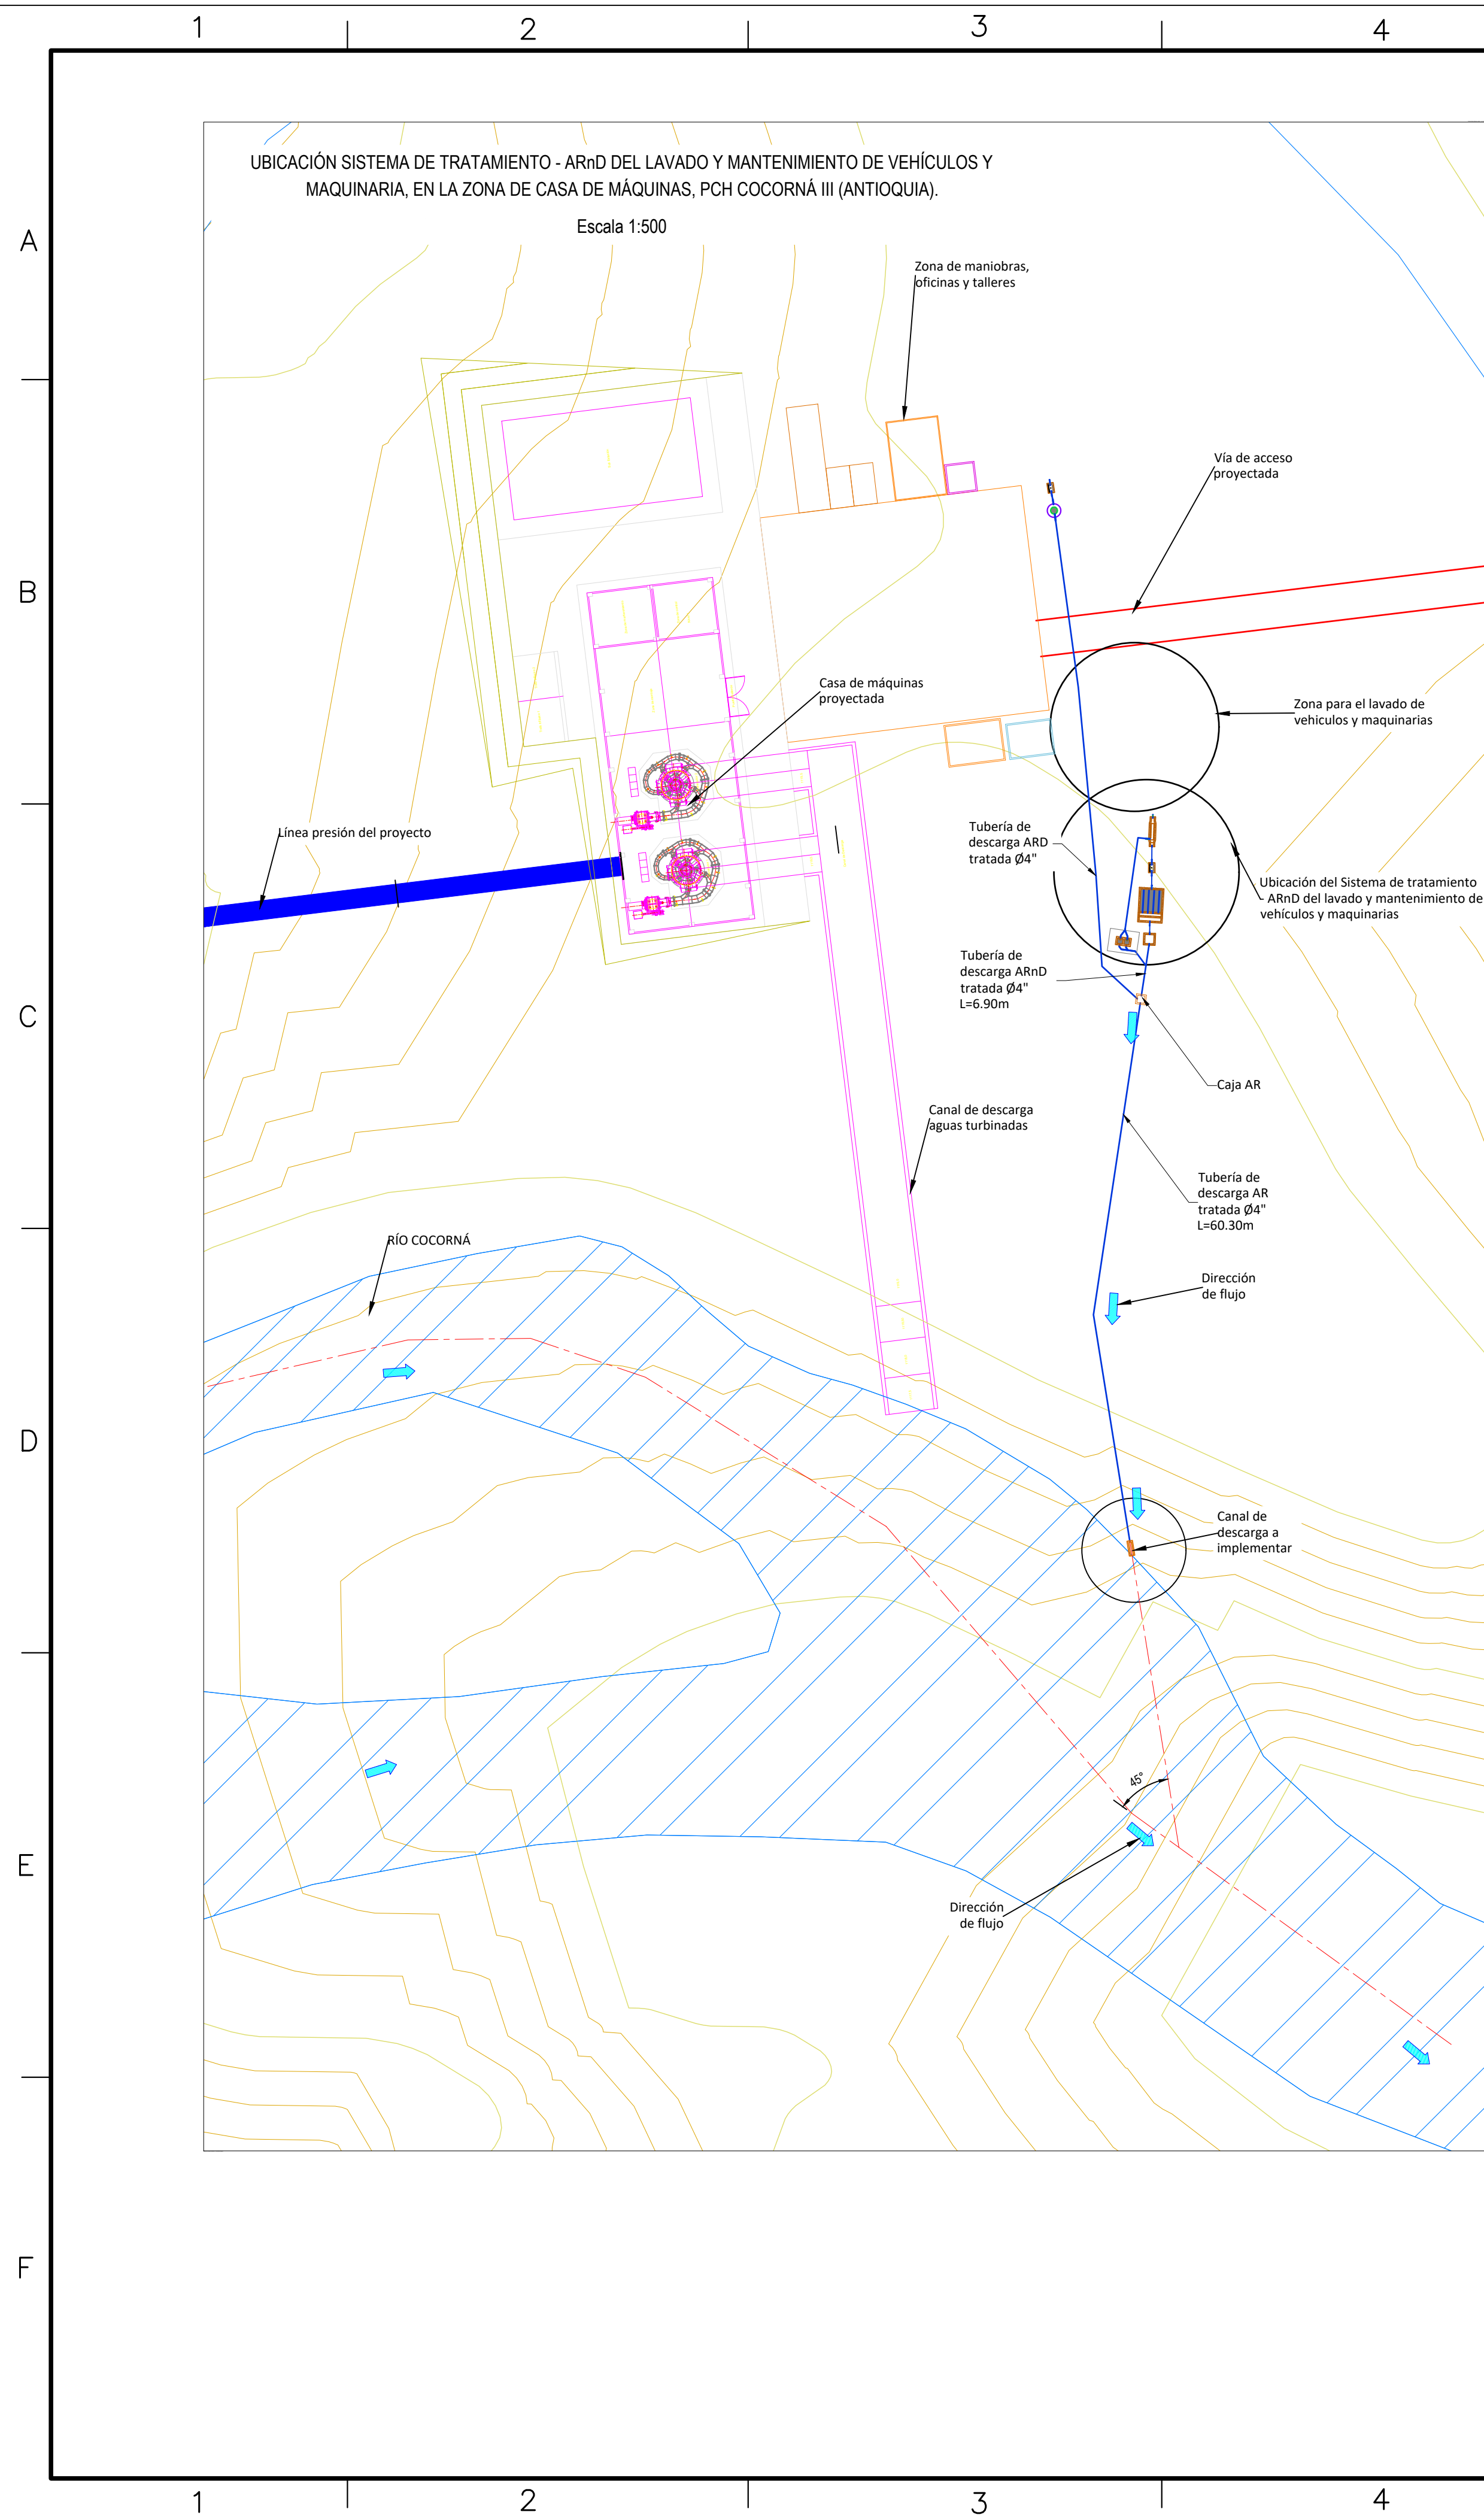 1 2 3 4
UBICACIÓN SISTEMA DE TRATAMIENTO - ARnD DEL LAVADO Y MANTENIMIENTO DE VEHÍCULOS Y
MAQUINARIA, EN LA ZONA DE CASA DE MÁQUINAS, PCH COCORNÁ III (ANTIOQUIA).
Escala 1:500
A
Zona de maniobras,
oficinas y talleres
Vía de acceso
proyectada
B
Casa de máquinas
proyectada
Zona para el lavado de
vehiculos y maquinarias
Línea presión del proyecto
Tubería de
descarga ARD
tratada Ø4"
Ubicación del Sistema de tratamiento
- ARnD del lavado y mantenimiento de
vehículos y maquinarias
Tubería de
descarga ARnD
tratada Ø4"
L=6.90m
C
Caja AR
Canal de descarga
aguas turbinadas
Tubería de
descarga AR
tratada Ø4"
L=60.30m
RÍO COCORNÁ
Dirección
de flujo
D
Canal de
descarga a
implementar
45°
E
Dirección
de flujo
F
1 2 3 4